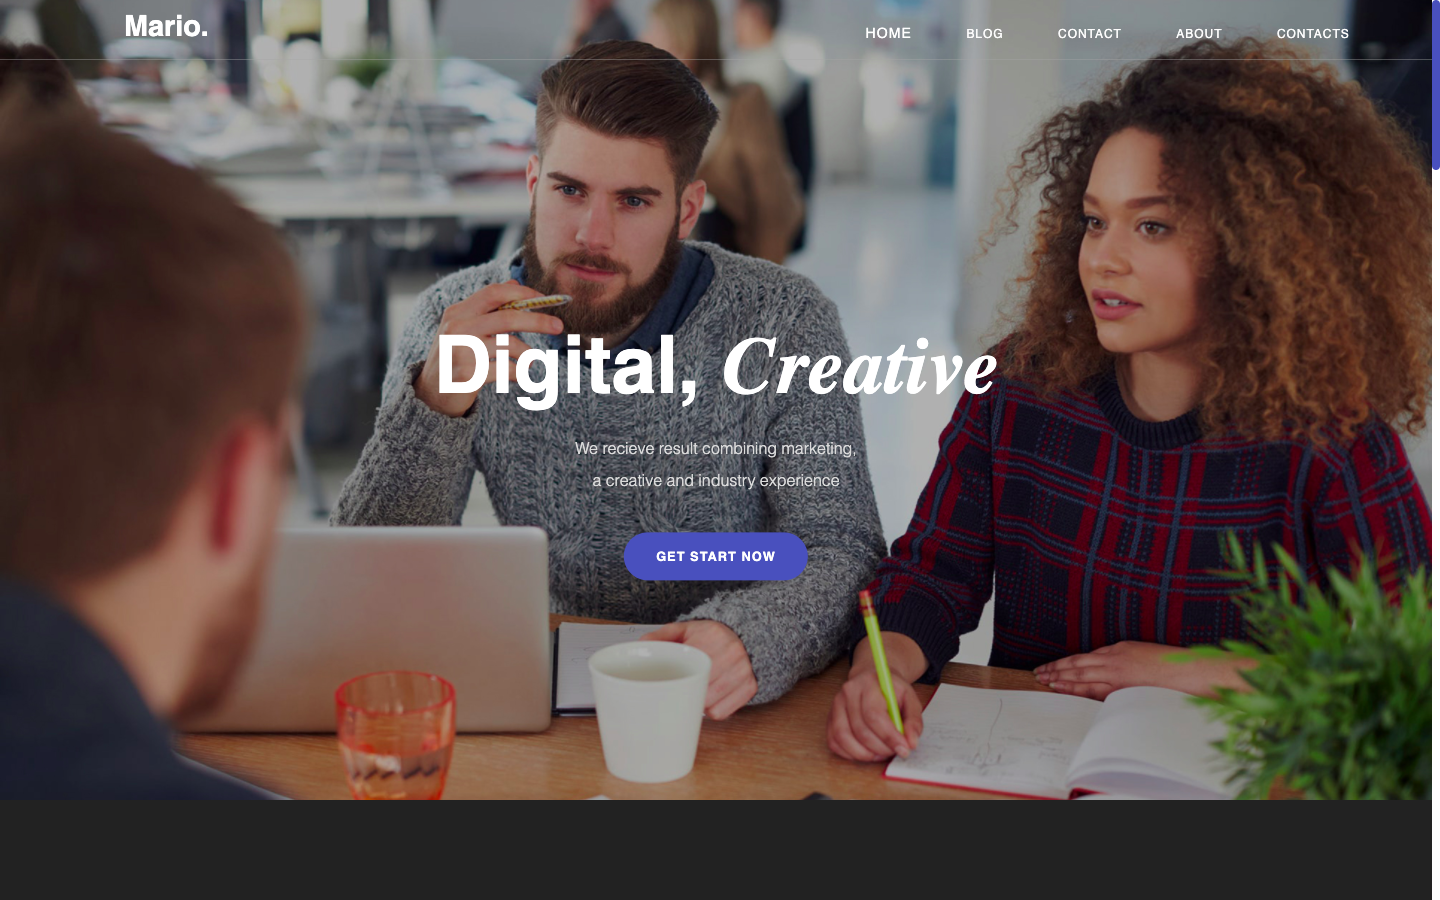 Mario.
HOME
BLOG
CONTACT
ABOUT
CONTACTS
Digital, Creative
We recieve result combining marketing,
a creative and industry experience
GET START NOW